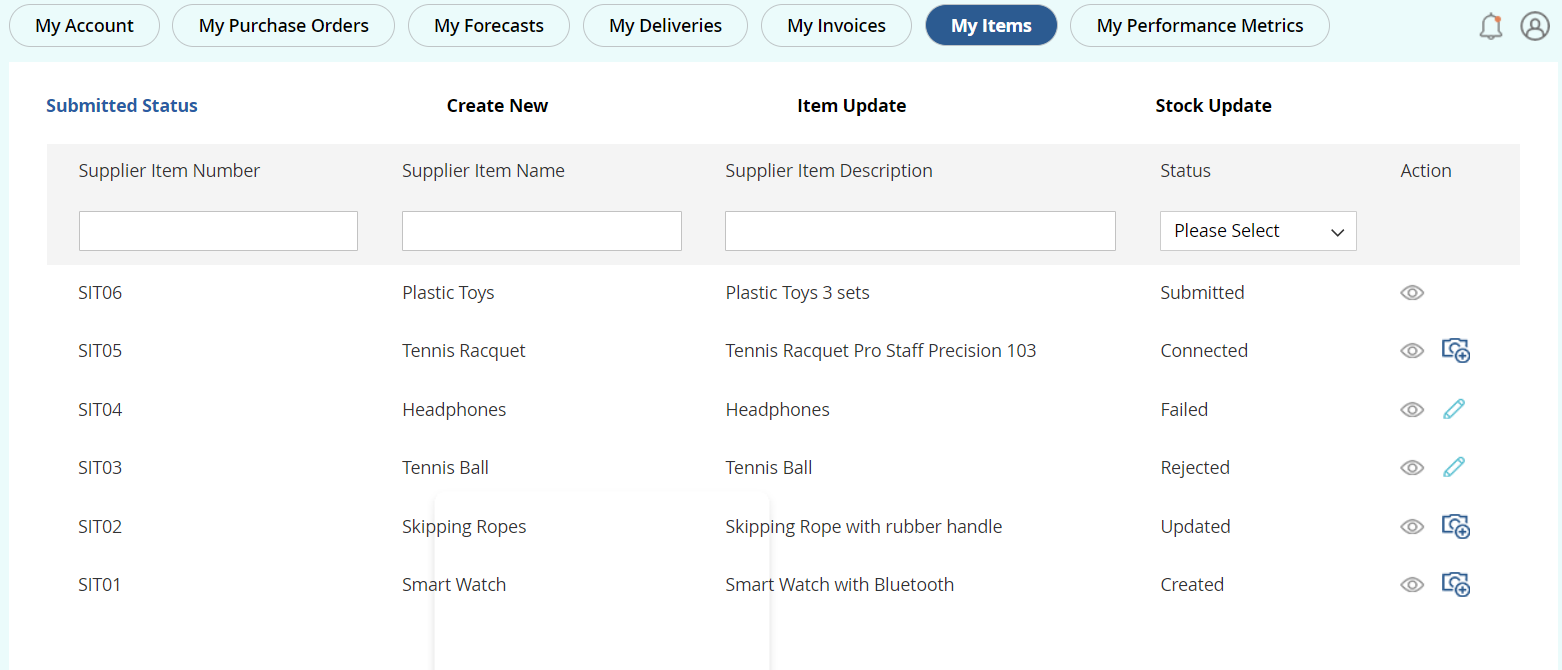 My Account My Purchase Orders My Forecasts My Deliveries My Invoices My Items My Performance Metrics
Submitted Status Create New Item Update Stock Update
Supplier Item Number Supplier Item Name Supplier Item Description Status Action
Please Select
SIT06 Plastic Toys Plastic Toys 3 sets Submitted
SIT05 Tennis Racquet Tennis Racquet Pro Staff Precision 103 Connected
SIT04 Headphones Headphones Failed
SIT03 Tennis Ball Tennis Ball Rejected
SIT02 Skipping Ropes Skipping Rope with rubber handle Updated
SIT01 Smart Watch Smart Watch with Bluetooth Created